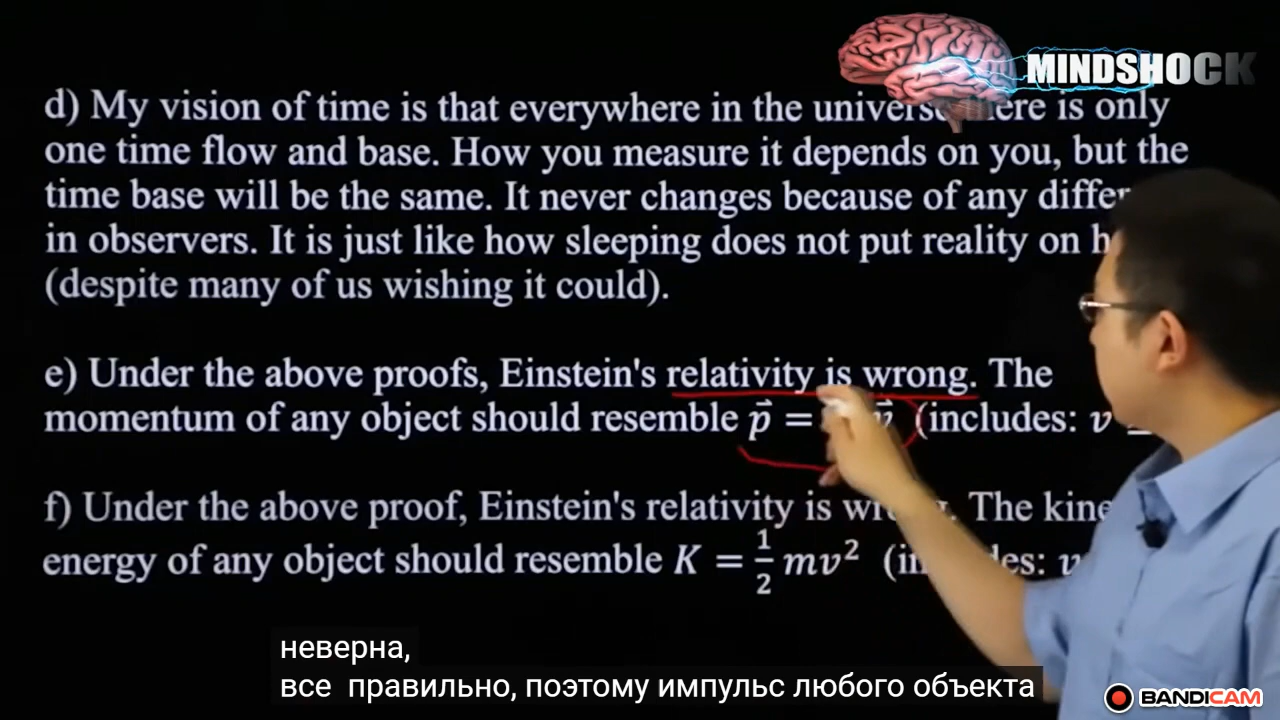 MINDSHOCK
d) My vision of time is that everywhere in the universe there is only
one time flow and base. How you measure it depends on you, but the
time base will be the same. It never changes because of any differ
in observers. It is just like how sleeping does not put reality on h
(despite many of us wishing it could).
e) Under the above proofs, Einstein's relativity is wrong. The
momentum of any object should resemble p⃗ = v⃗ (includes: v
f) Under the above proof, Einstein's relativity is wrong. The kine
energy of any object should resemble K = 1/2 mv² (includes: v
неверна,
все правильно, поэтому импульс любого объекта
BANDICAM